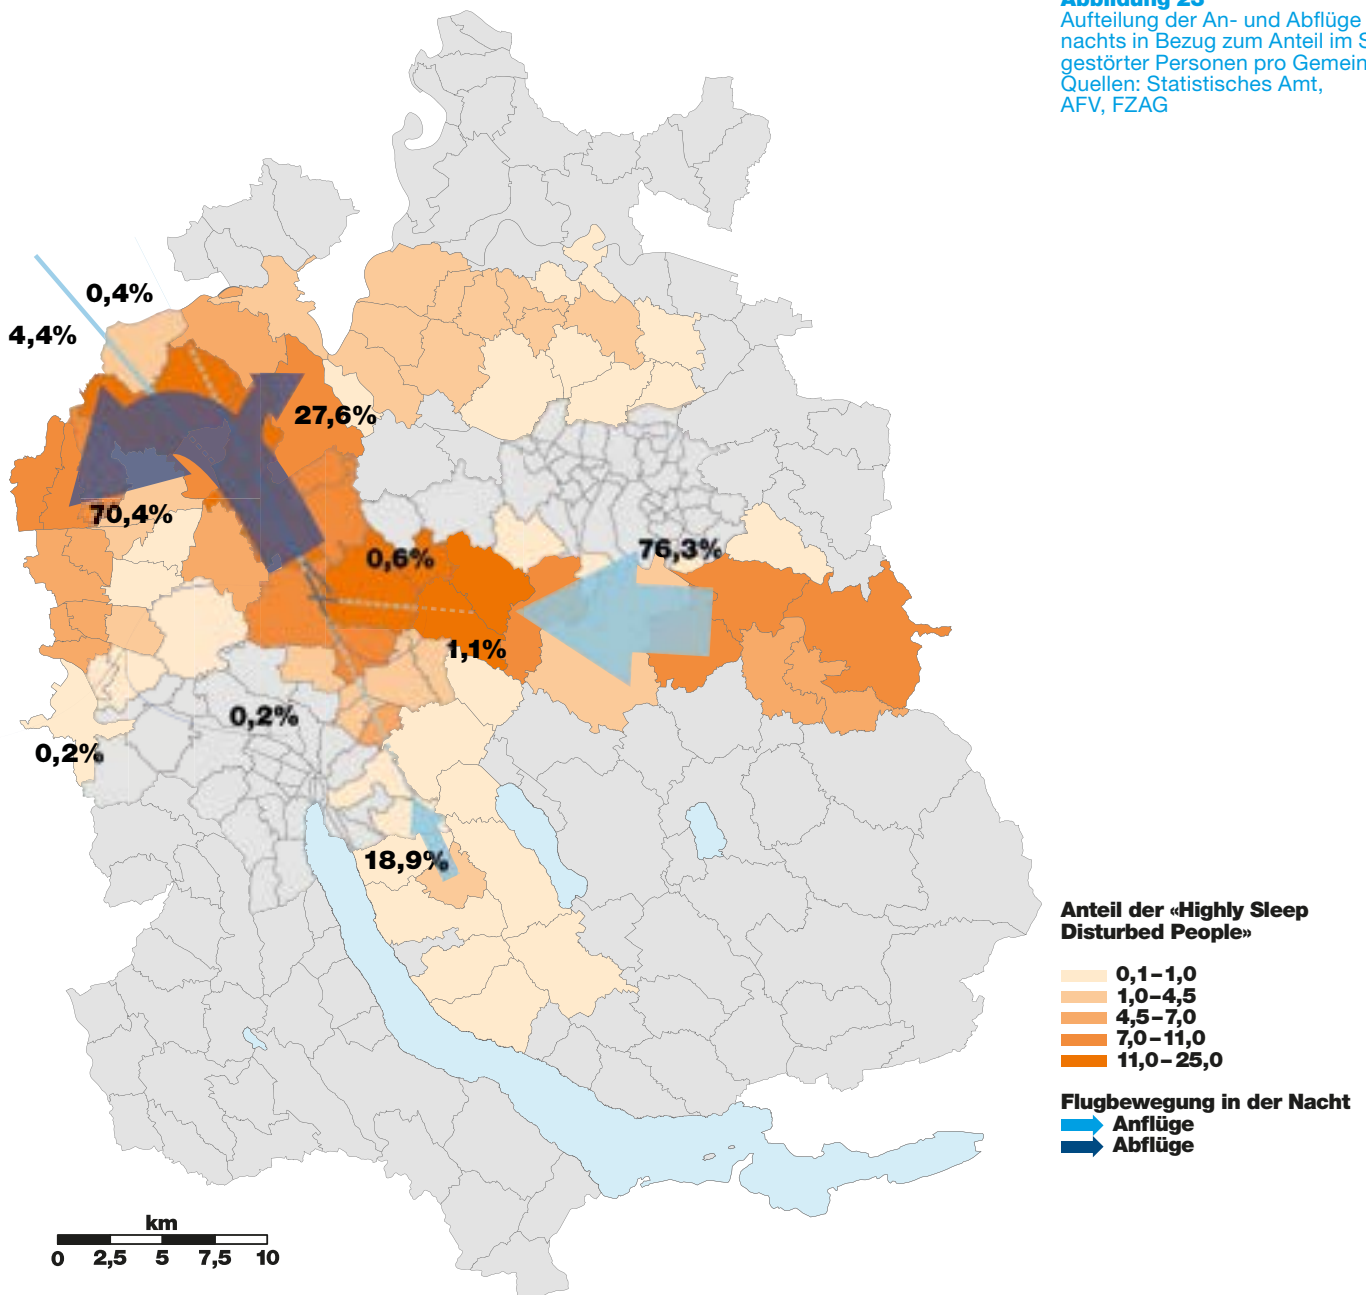 Abbildung 23
Aufteilung der An- und Abflüge
nachts in Bezug zum Anteil im
gestörter Personen pro
Quellen: Statistisches Amt,
AFV, FZAG
0,4%
4,4%
27,6%
70,4%
0,6%
76,3%
1,1%
0,2%
0,2%
18,9%
Anteil der «Highly Sleep
Disturbed People»
0,1–1,0
1,0–4,5
4,5–7,0
7,0–11,0
11,0–25,0
Flugbewegung in der Nacht
Anflüge
Abflüge
km
0 2,5 5 7,5 10